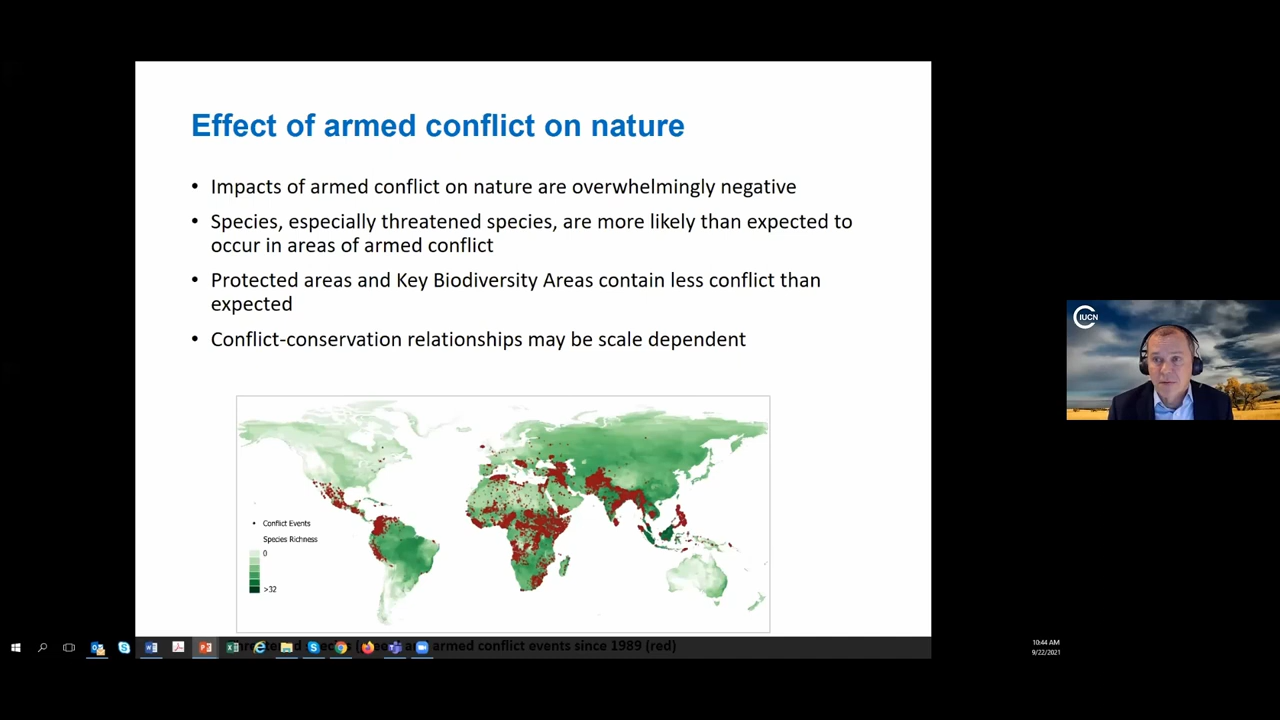 Effect of armed conflict on nature
• Impacts of armed conflict on nature are overwhelmingly negative
• Species, especially threatened species, are more likely than expected to
occur in areas of armed conflict
• Protected areas and Key Biodiversity Areas contain less conflict than
expected
• Conflict-conservation relationships may be scale dependent
IUCN
Conflict Events
Species Richness
0
>32
armed conflict events since 1989 (red)
10:44 AM
9/22/2021